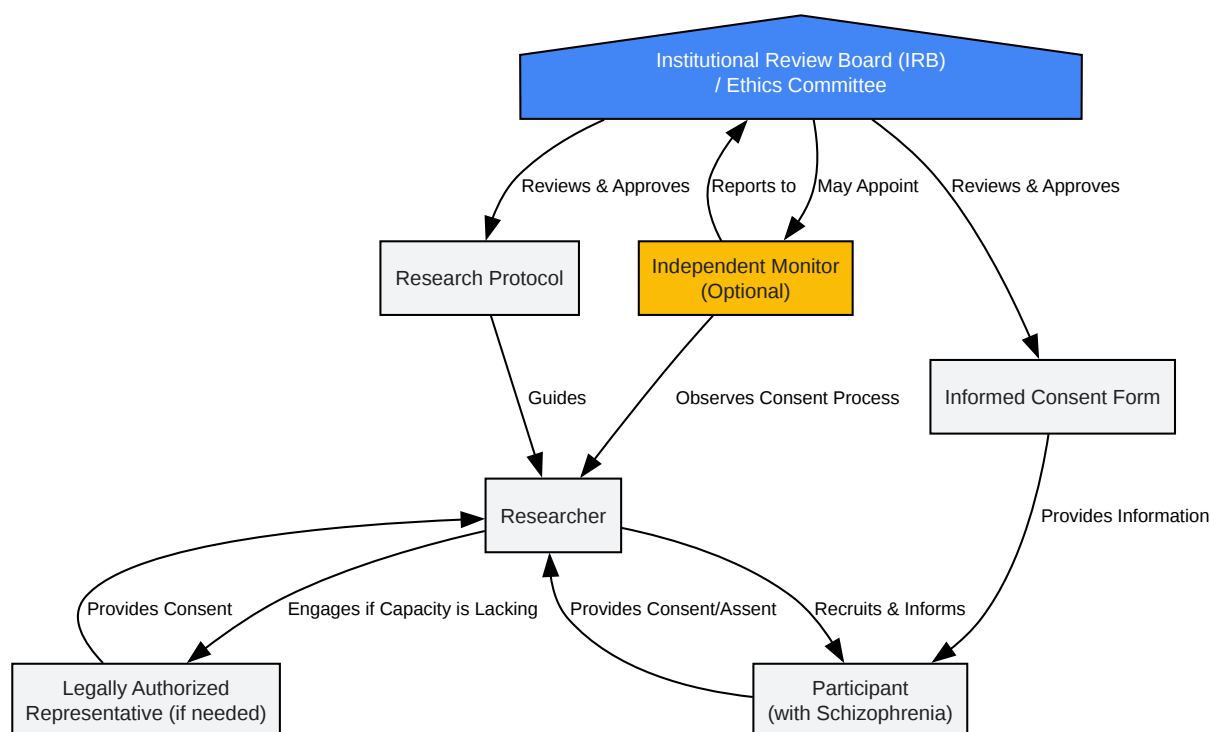 Institutional Review Board (IRB)
/ Ethics Committee
Reviews & Approves
Reports to
May Appoint
Reviews & Approves
Research Protocol
Independent Monitor
(Optional)
Informed Consent Form
Guides
Observes Consent Process
Researcher
Provides Information
Provides Consent
Engages if Capacity is Lacking
Provides Consent/Assent
Recruits & Informs
Legally Authorized
Representative (if needed)
Participant
(with Schizophrenia)